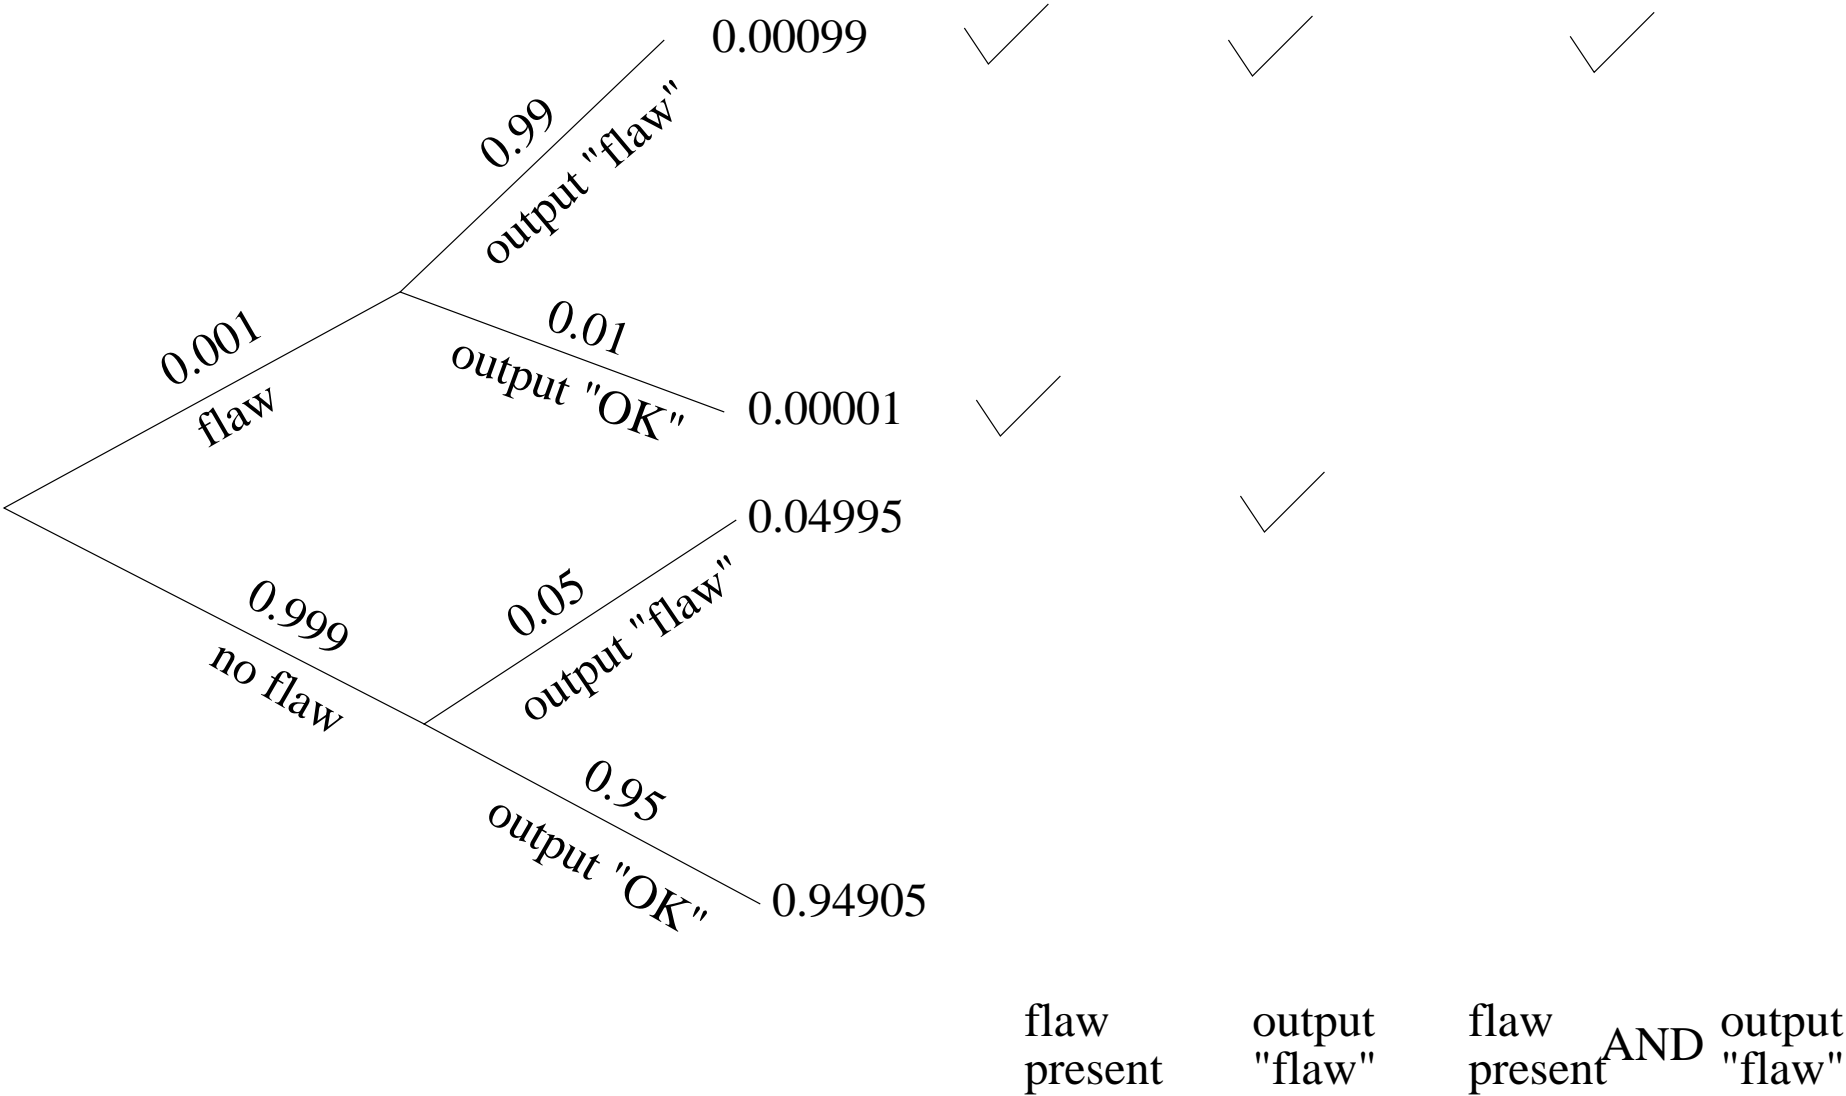 0.00099
0.99
output "flaw"
0.001
flaw
0.01
output "OK"
0.00001
0.04995
0.999
no flaw
0.05
output "flaw"
0.95
output "OK"
0.94905
flaw
present
output
"flaw"
flaw
present
AND
output
"flaw"